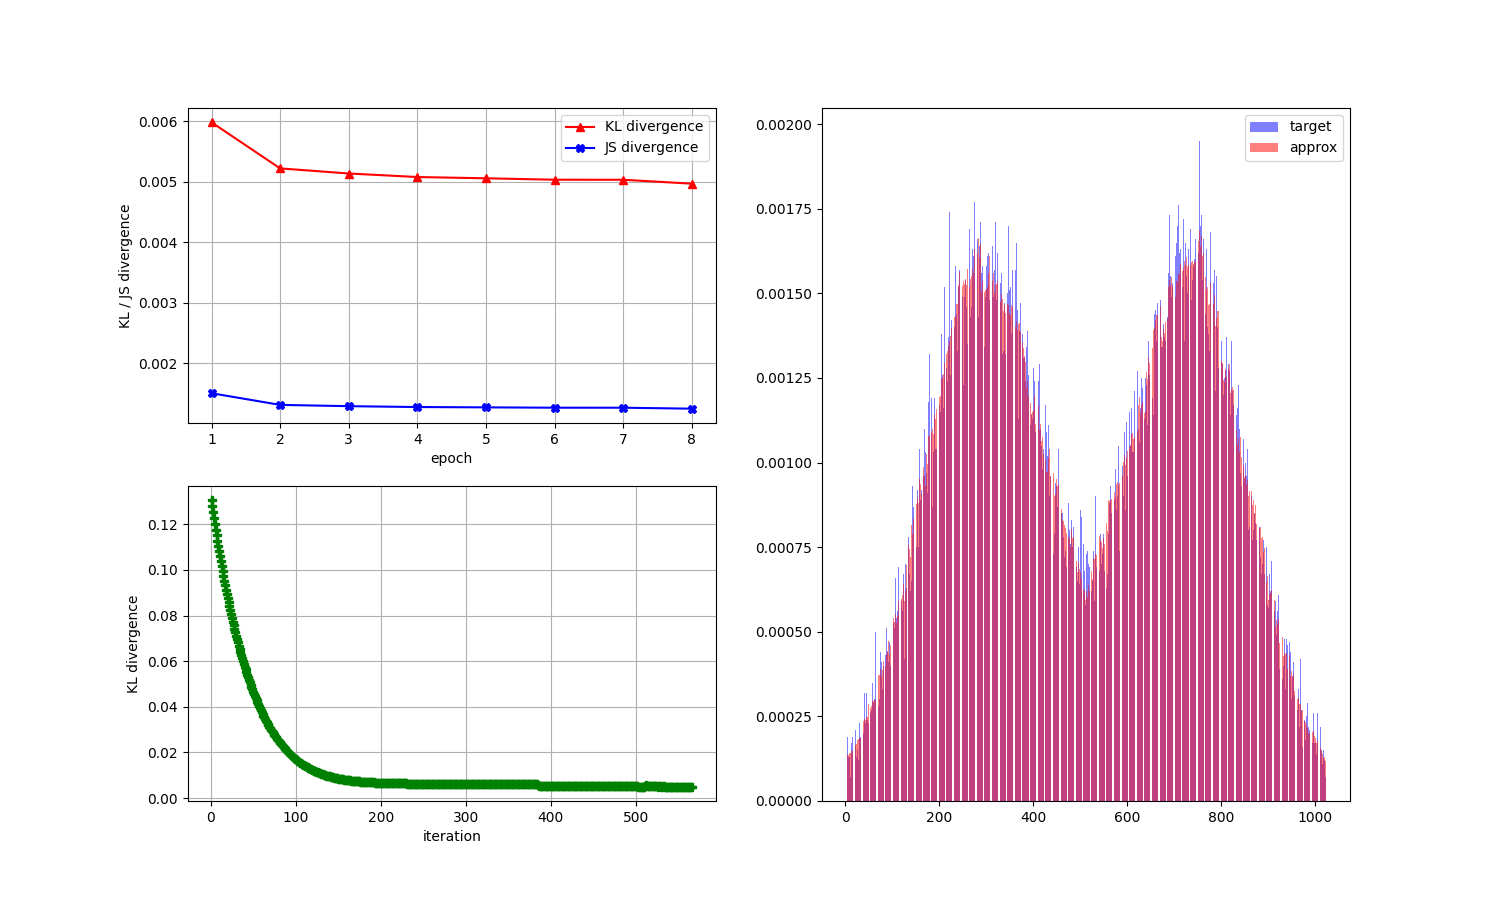 0.006
0.005
0.004
0.003
0.002
KL / JS divergence
KL divergence
JS divergence
1 2 3 4 5 6 7 8
epoch
0.12
0.10
0.08
0.06
0.04
0.02
0.00
KL divergence
0 100 200 300 400 500
iteration
0.00200
0.00175
0.00150
0.00125
0.00100
0.00075
0.00050
0.00025
0.00000
target
approx
0 200 400 600 800 1000